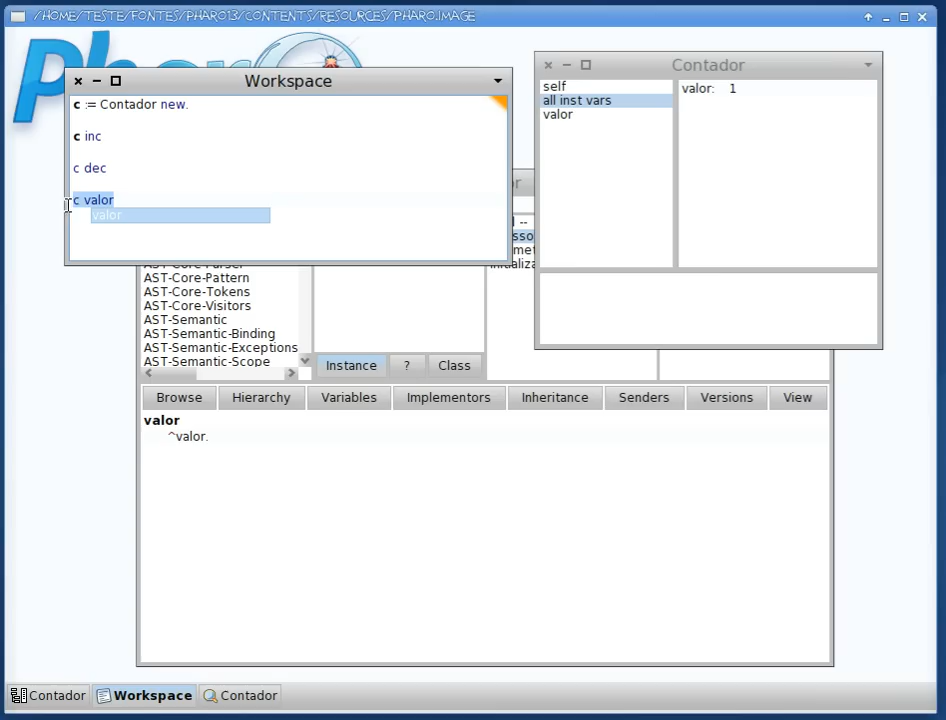 /HOME/TESTE/FONTES/PHARO13/CONTENTS/RESOURCES/PHARO.IMAGE
Workspace
c := Contador new.
c inc
c dec
c valor
valor
Contador
self
all inst vars
valor
valor: 1
AST-Core-Parser
AST-Core-Pattern
AST-Core-Tokens
AST-Core-Visitors
AST-Semantic
AST-Semantic-Binding
AST-Semantic-Exceptions
AST-Semantic-Scope
Instance ? Class
Browse Hierarchy Variables Implementors Inheritance Senders Versions View
valor
^valor.
Contador Workspace Contador